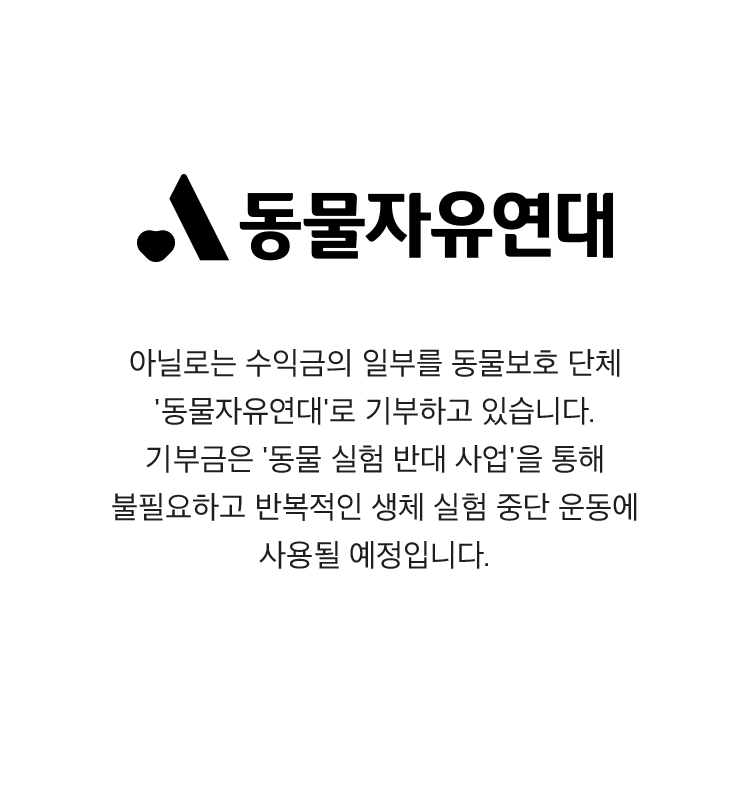 동물자유연대
아닐로는 수익금의 일부를 동물보호 단체
'동물자유연대'로 기부하고 있습니다.
기부금은 '동물 실험 반대 사업'을 통해
불필요하고 반복적인 생체 실험 중단 운동에
사용될 예정입니다.